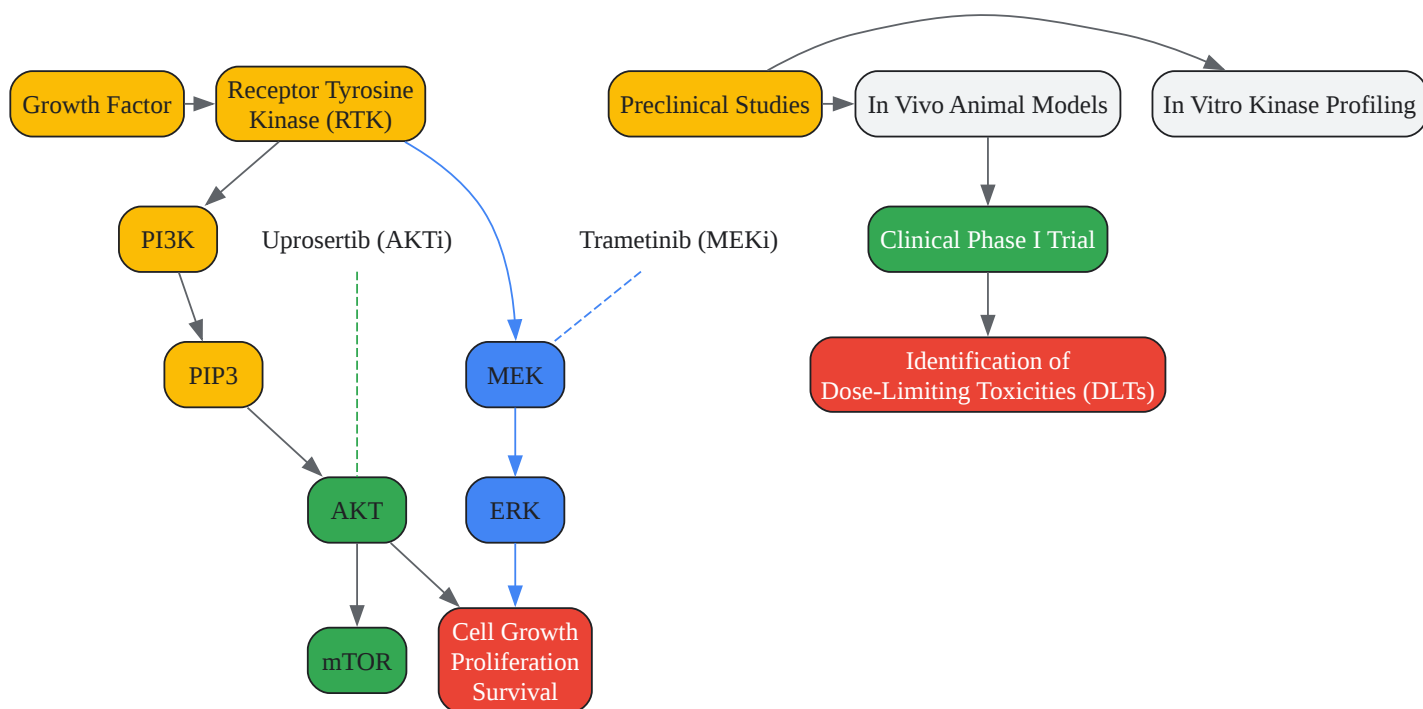 Growth Factor
Receptor Tyrosine
Kinase (RTK)
PI3K
Uprosertib (AKTi)
Trametinib (MEKi)
PIP3
MEK
AKT
ERK
mTOR
Cell Growth
Proliferation
Survival
Preclinical Studies
In Vivo Animal Models
In Vitro Kinase Profiling
Clinical Phase I Trial
Identification of
Dose-Limiting Toxicities (DLTs)